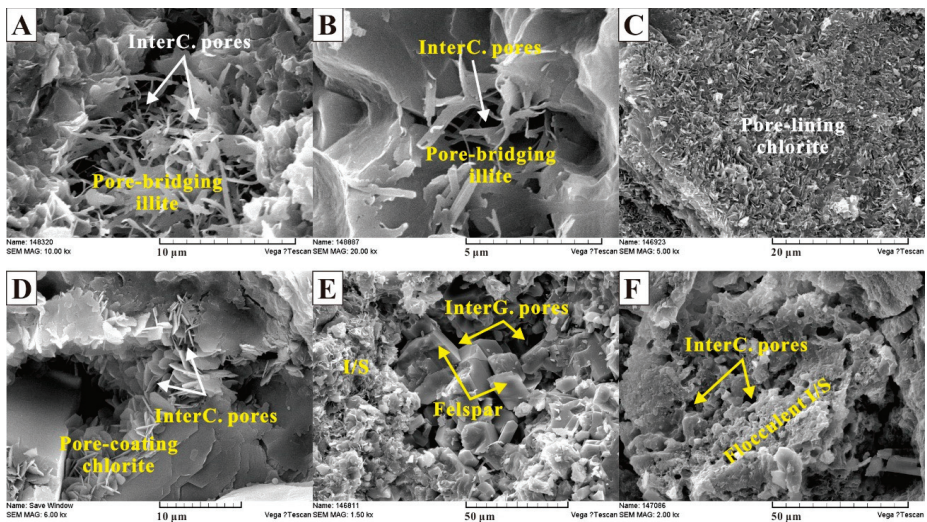 A
InterC. pores
Pore-bridging
illite
Name: 148320
SEM MAG: 10.00 kx
10 μm
Vega ?Tescan
B
InterC. pores
Pore-bridging
illite
Name: 148887
SEM MAG: 20.00 kx
5 μm
Vega ?Tescan
C
Pore-lining
chlorite
Name: 146923
SEM MAG: 5.00 kx
20 μm
Vega ?Tescan
D
InterC. pores
Pore-coating
chlorite
Name: Save Window
SEM MAG: 6.00 kx
10 μm
Vega ?Tescan
E
InterG. pores
I/S
Felspar
Name: 146811
SEM MAG: 1.50 kx
50 μm
Vega ?Tescan
F
InterC. pores
Flocculent I/S
Name: 147086
SEM MAG: 2.00 kx
50 μm
Vega ?Tescan